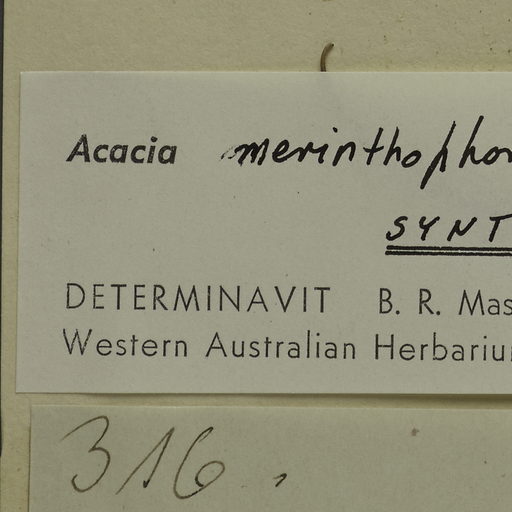 Acacia merinthophor
SYNT
DETERMINAVIT B. R. Mas
Western Australian Herbariu
316.